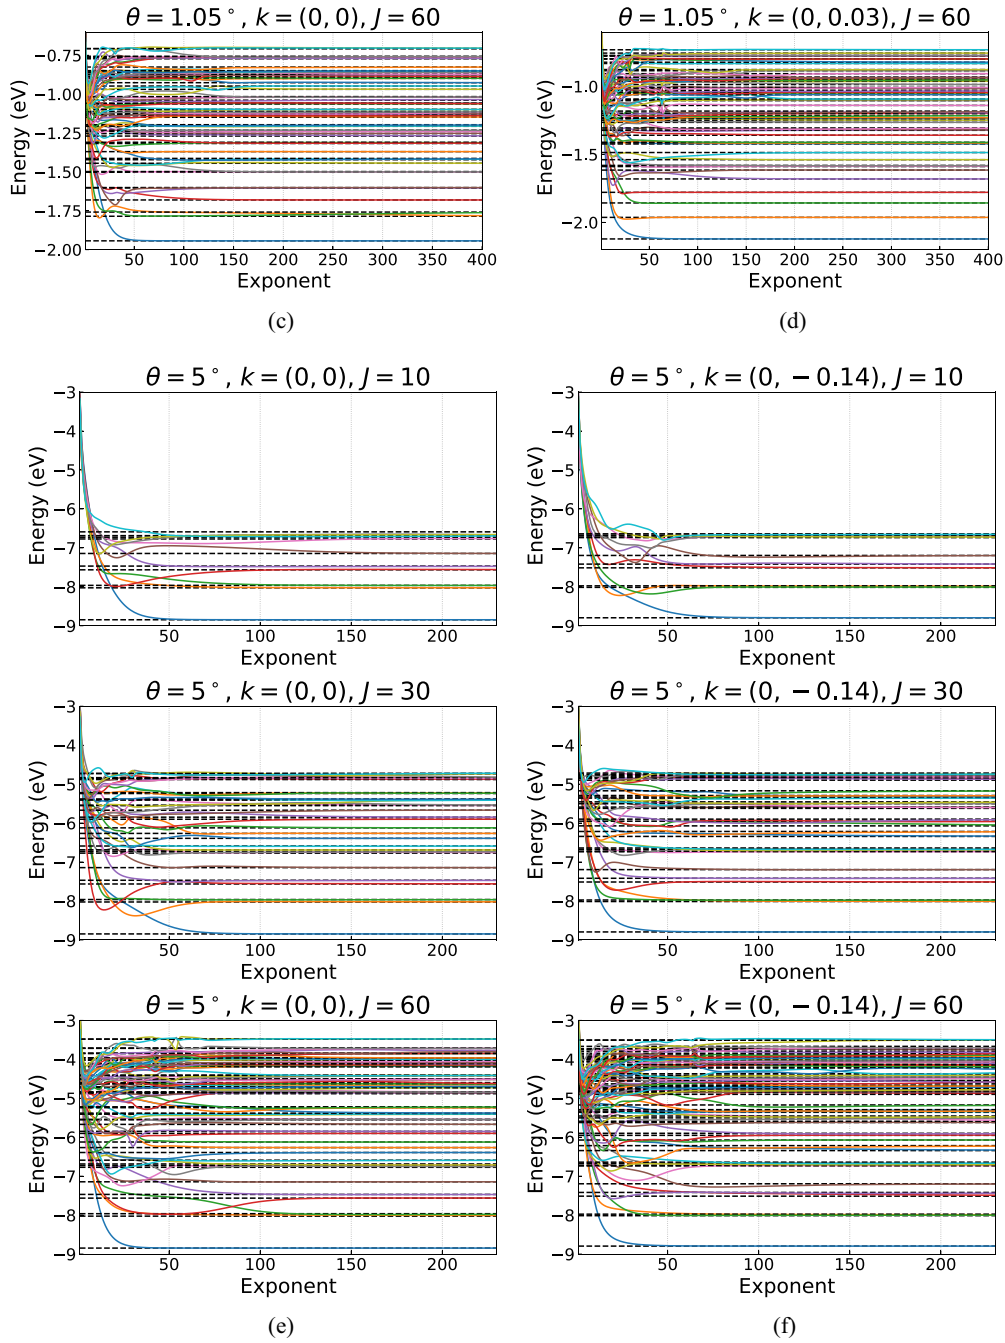 θ = 1.05°, k = (0, 0), J = 60
Energy (eV)
−0.75
−1.00
−1.25
−1.50
−1.75
−2.00
50 100 150 200 250 300 350 400
Exponent
(c)
θ = 1.05°, k = (0, 0.03), J = 60
Energy (eV)
−1.0
−1.5
−2.0
50 100 150 200 250 300 350 400
Exponent
(d)
θ = 5°, k = (0, 0), J = 10
Energy (eV)
−3
−4
−5
−6
−7
−8
−9
50 100 150 200
Exponent
θ = 5°, k = (0, −0.14), J = 10
Energy (eV)
−3
−4
−5
−6
−7
−8
−9
50 100 150 200
Exponent
θ = 5°, k = (0, 0), J = 30
Energy (eV)
−3
−4
−5
−6
−7
−8
−9
50 100 150 200
Exponent
θ = 5°, k = (0, −0.14), J = 30
Energy (eV)
−3
−4
−5
−6
−7
−8
−9
50 100 150 200
Exponent
θ = 5°, k = (0, 0), J = 60
Energy (eV)
−3
−4
−5
−6
−7
−8
−9
50 100 150 200
Exponent
(e)
θ = 5°, k = (0, −0.14), J = 60
Energy (eV)
−3
−4
−5
−6
−7
−8
−9
50 100 150 200
Exponent
(f)